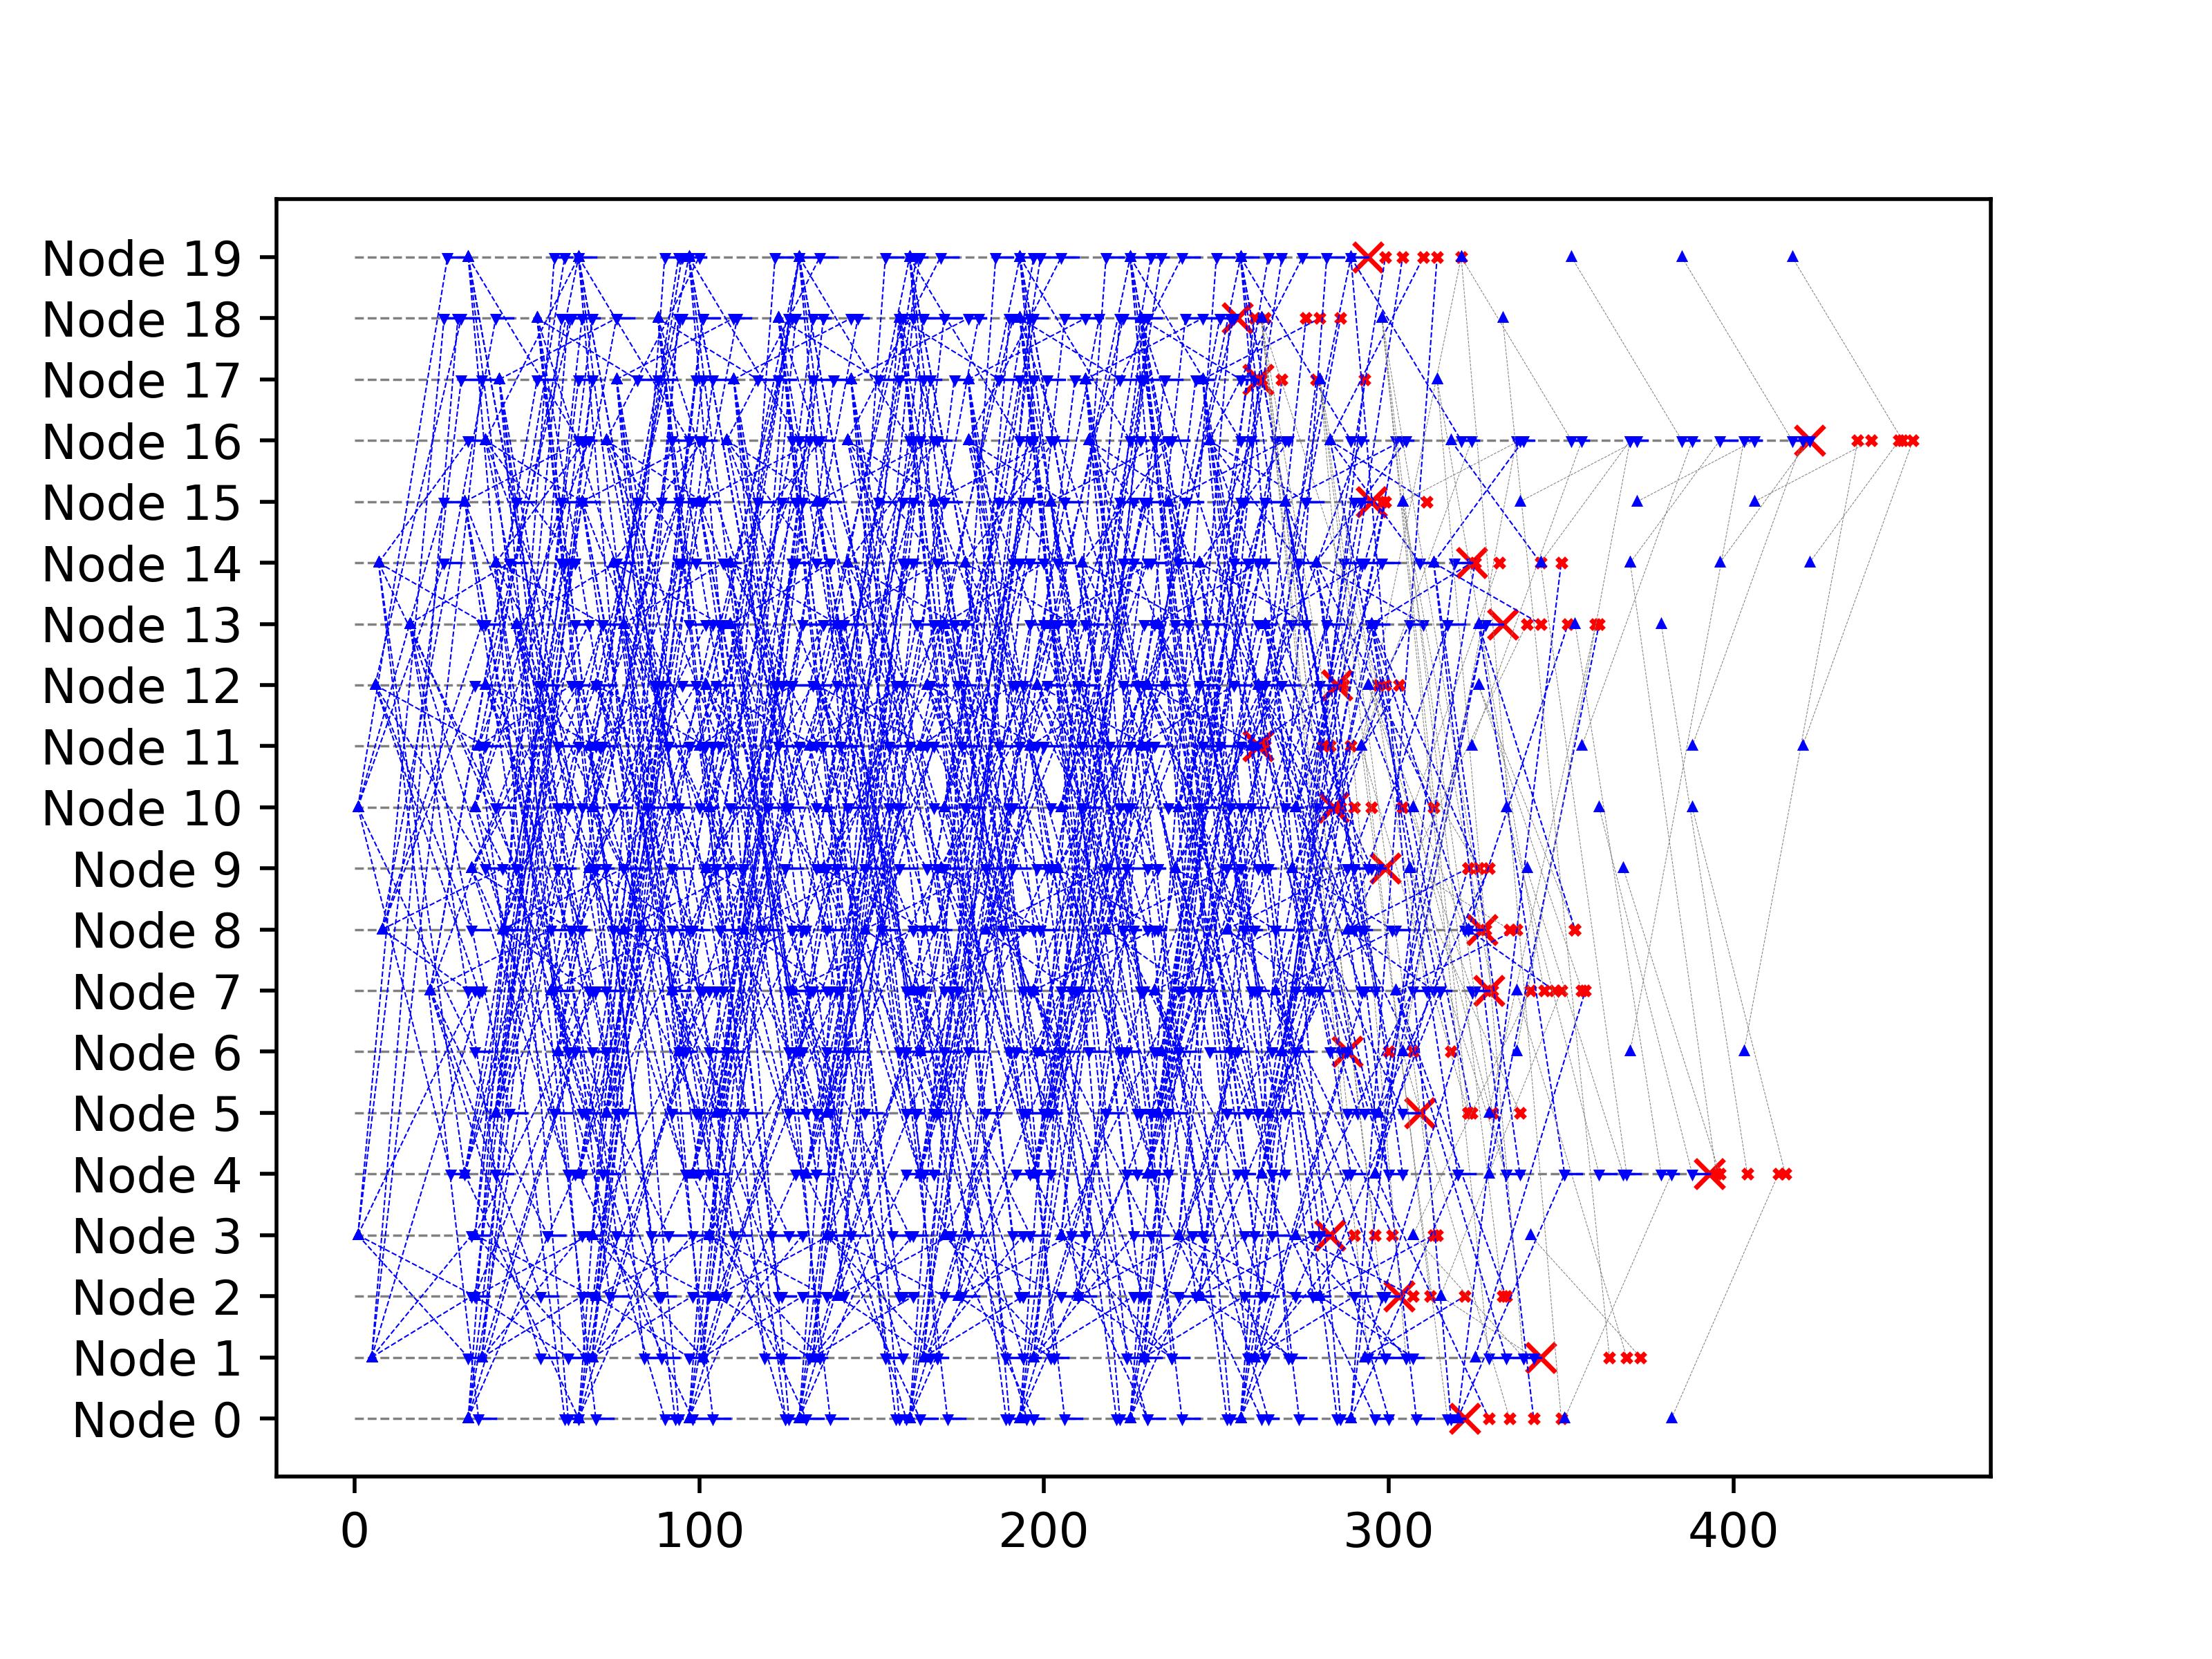 Node 19
Node 18
Node 17
Node 16
Node 15
Node 14
Node 13
Node 12
Node 11
Node 10
Node 9
Node 8
Node 7
Node 6
Node 5
Node 4
Node 3
Node 2
Node 1
Node 0
0 100 200 300 400